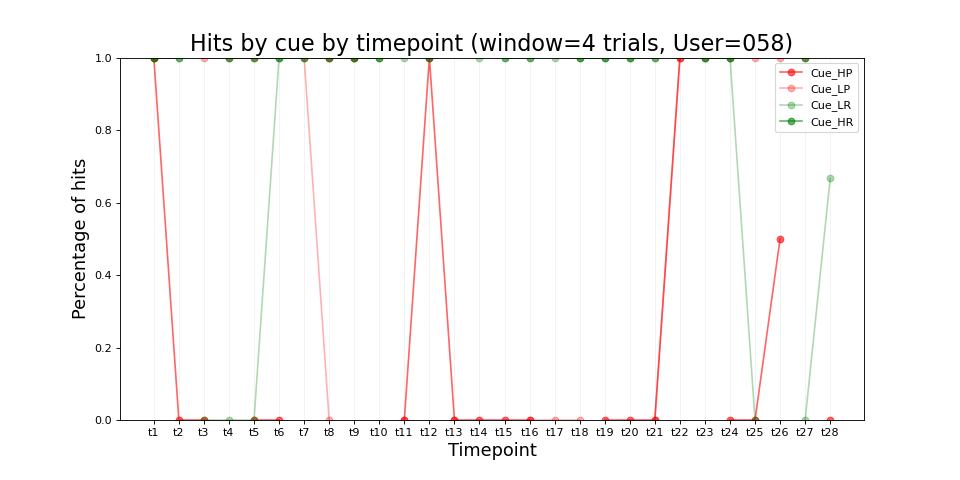 Hits by cue by timepoint (window=4 trials, User=058)
Percentage of hits
1.0
0.8
0.6
0.4
0.2
0.0
Cue_HP
Cue_LP
Cue_LR
Cue_HR
t1 t2 t3 t4 t5 t6 t7 t8 t9 t10 t11 t12 t13 t14 t15 t16 t17 t18 t19 t20 t21 t22 t23 t24 t25 t26 t27 t28
Timepoint